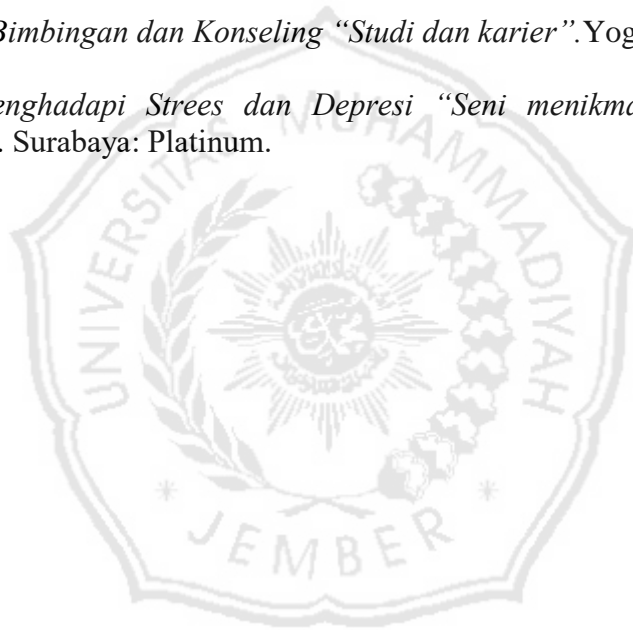 Bimbingan dan Konseling “Studi dan karier”.Yog
enghadapi Strees dan Depresi “Seni menikma
. Surabaya: Platinum.
UNIVERSITAS MUHAMMADIYAH
JEMBER